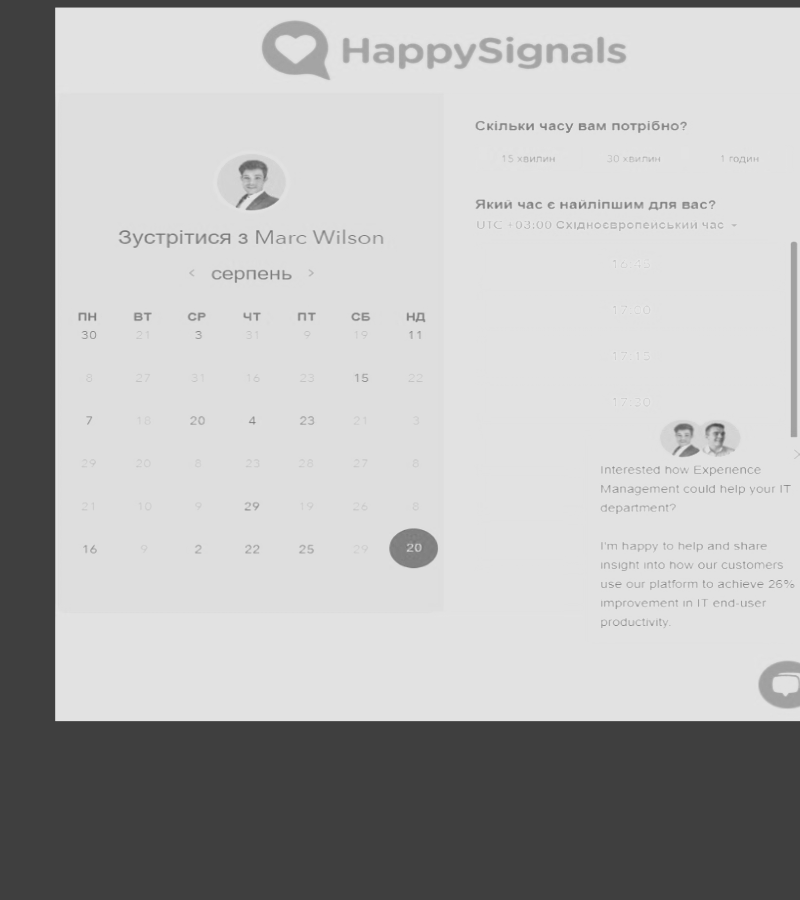 HappySignals
Зустрітися з Marc Wilson
серпень
ПН ВТ СР ЧТ ПТ СБ НД
30 21 3 31 9 19 11
8 27 31 16 23 15 22
7 18 20 4 23 21 3
29 20 8 23 28 27 8
21 10 9 29 19 26 8
16 9 2 22 25 29 20
Скільки часу вам потрібно?
15 хвилин 30 хвилин 1 годин
Який час є найліпшим для вас?
UTC +03:00 Східноєвропейський час
16:45
17:00
17:15
17:30
Interested how Experience
Management could help your IT
department?
I'm happy to help and share
insight into how our customers
use our platform to achieve 26%
improvement in IT end-user
productivity.